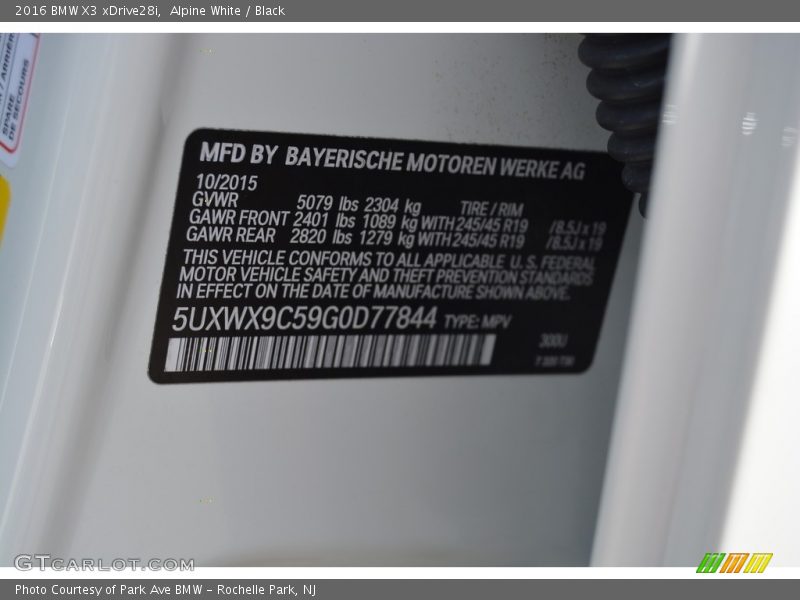 2016 BMW X3 xDrive28i, Alpine White / Black
SPARE
DE SECOURS
MFD BY BAYERISCHE MOTOREN WERKE AG
10/2015
GVWR 5079 lbs 2304 kg TIRE / RIM
GAWR FRONT 2401 lbs 1089 kg WITH 245/45 R19 /8.5J x 19
GAWR REAR 2820 lbs 1279 kg WITH 245/45 R19 /8.5J x 19
THIS VEHICLE CONFORMS TO ALL APPLICABLE U.S. FEDERAL
MOTOR VEHICLE SAFETY AND THEFT PREVENTION STANDARDS
IN EFFECT ON THE DATE OF MANUFACTURE SHOWN ABOVE.
5UXWX9C59G0D77844 TYPE: MPV
300U
GTCARLOT.COM
Photo Courtesy of Park Ave BMW - Rochelle Park, NJ